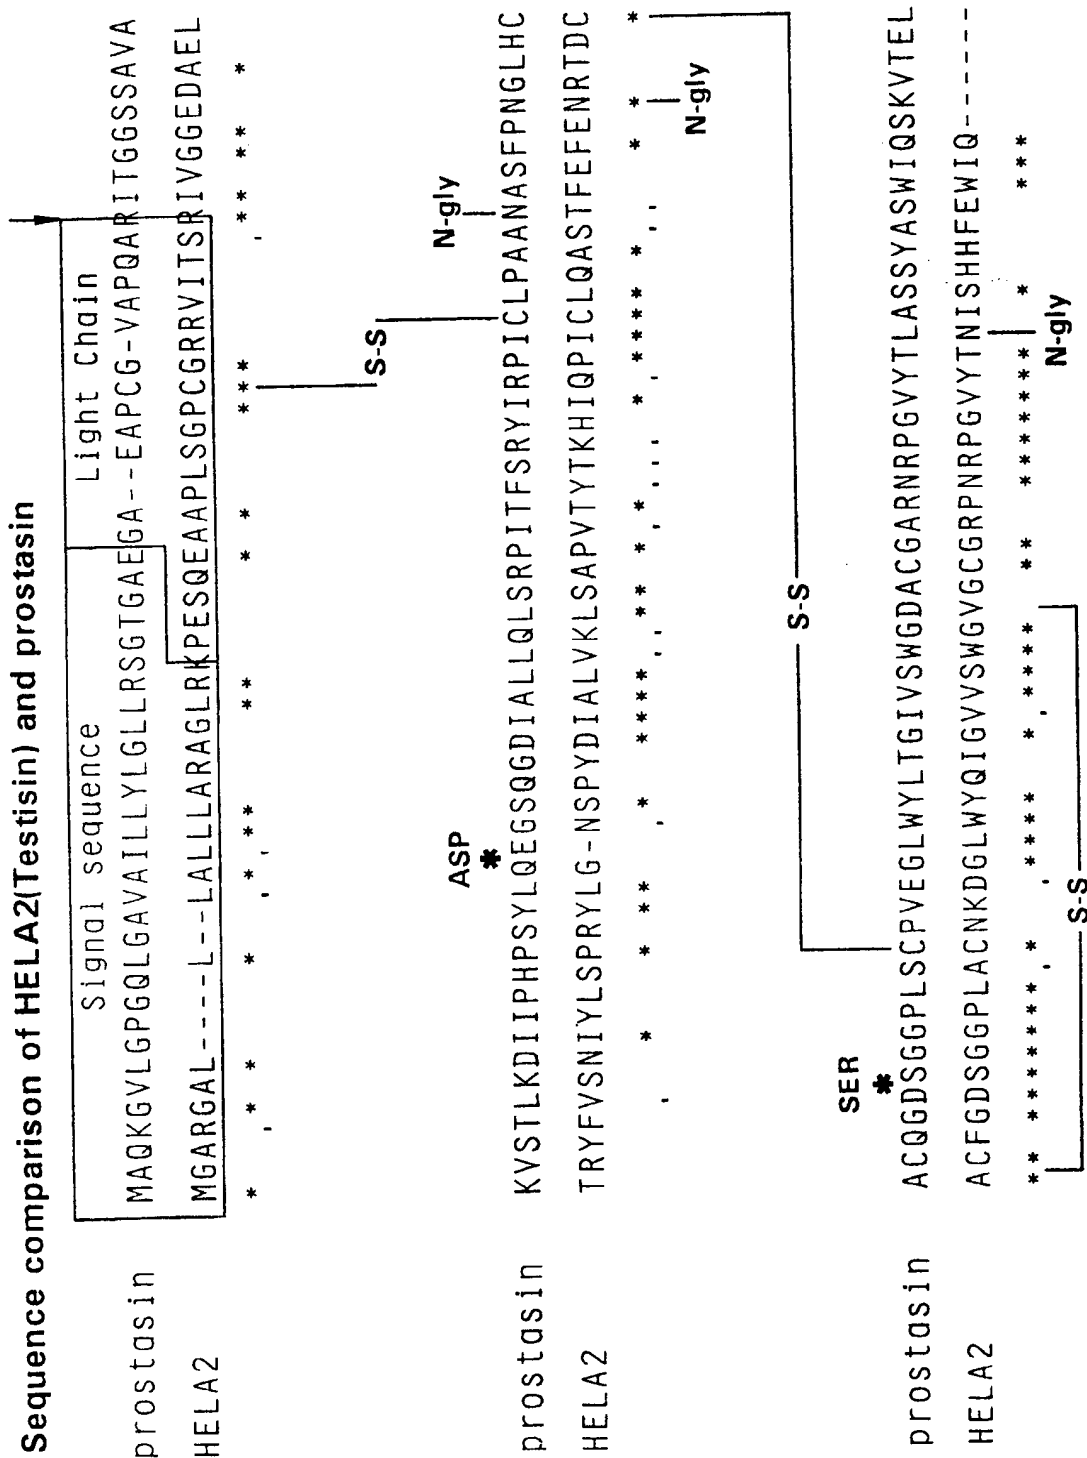 Sequence comparison of HELA2(Testisin) and prostasin
Signal sequence Light Chain
prostasin MAQKGVLGPGQLGAVAILLYLGLLRSGTGAEGA--EAPCG-VAPQARITGGSSAVA
HELA2 MGARGAL----L--LALLLARAGLRKPESQEAAPLSGPCGRRVITSRIVGGEDAEL
S-S
ASP N-gly
*
prostasin KVSTLKDIIPHPSYLQEGSQGDIALLQLSRPITFSRYIRPICLPAANASFPNGLHC
HELA2 TRYFVSNIYLSPRYLG-NSPYDIALVKLSAPVTYTKHIQPICLQASTFEFENRTDC
N-gly
S-S
SER
*
prostasin ACQGDSGGPLSCPVEGLWYLTGIVSWGDACGARNRPGVYTLASSYASWIQSKVTEL
HELA2 ACFGDSGGPLACNKDGLWYQIGVVSWGVGCGRPNRPGVYTNISHHFEWIQ------
N-gly
S-S